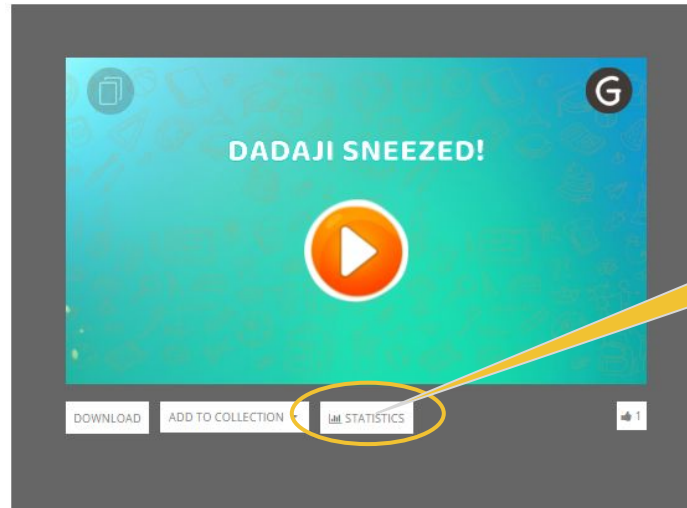 G
DADAJI SNEEZED!
DOWNLOAD
ADD TO COLLECTION
STATISTICS
1